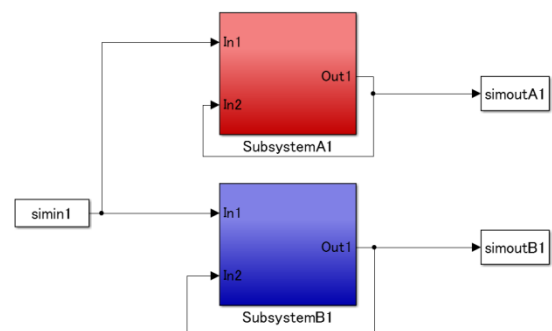 In1
Out1
simoutA1
In2
SubsystemA1
simin1
In1
Out1
simoutB1
In2
SubsystemB1